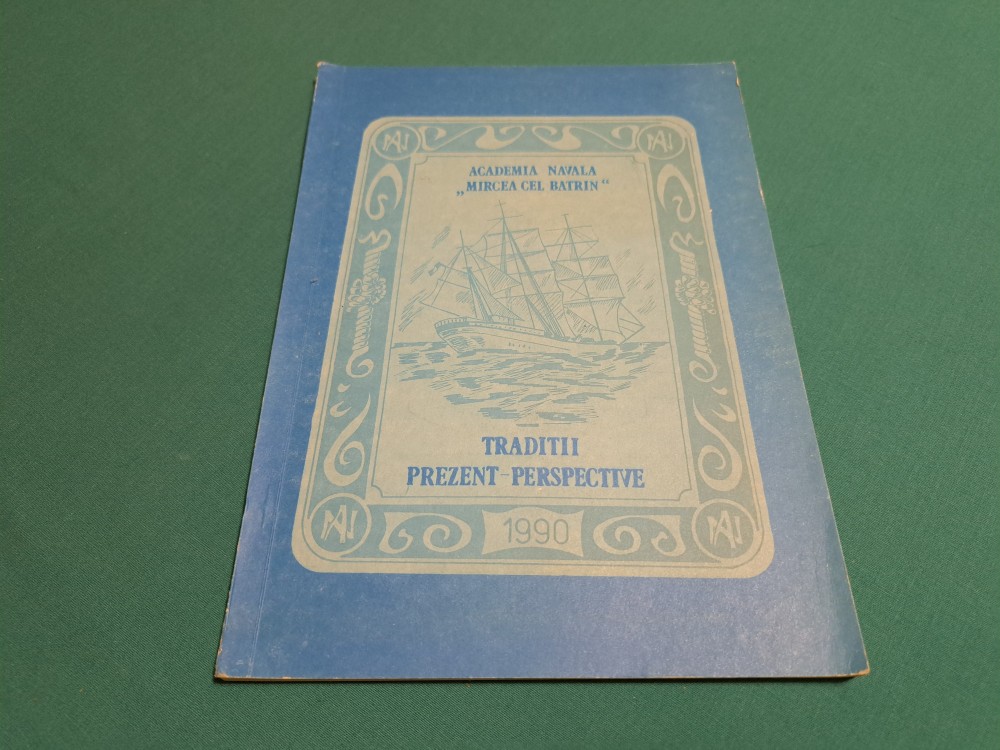 ACADEMIA NAVALA
„MIRCEA CEL BATRIN“
TRADITII
PREZENT-PERSPECTIVE
1990